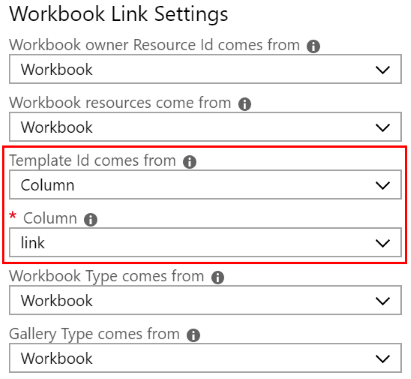 Workbook Link Settings
Workbook owner Resource Id comes from
Workbook
Workbook resources come from
Workbook
Template Id comes from
Column
* Column
link
Workbook Type comes from
Workbook
Gallery Type comes from
Workbook